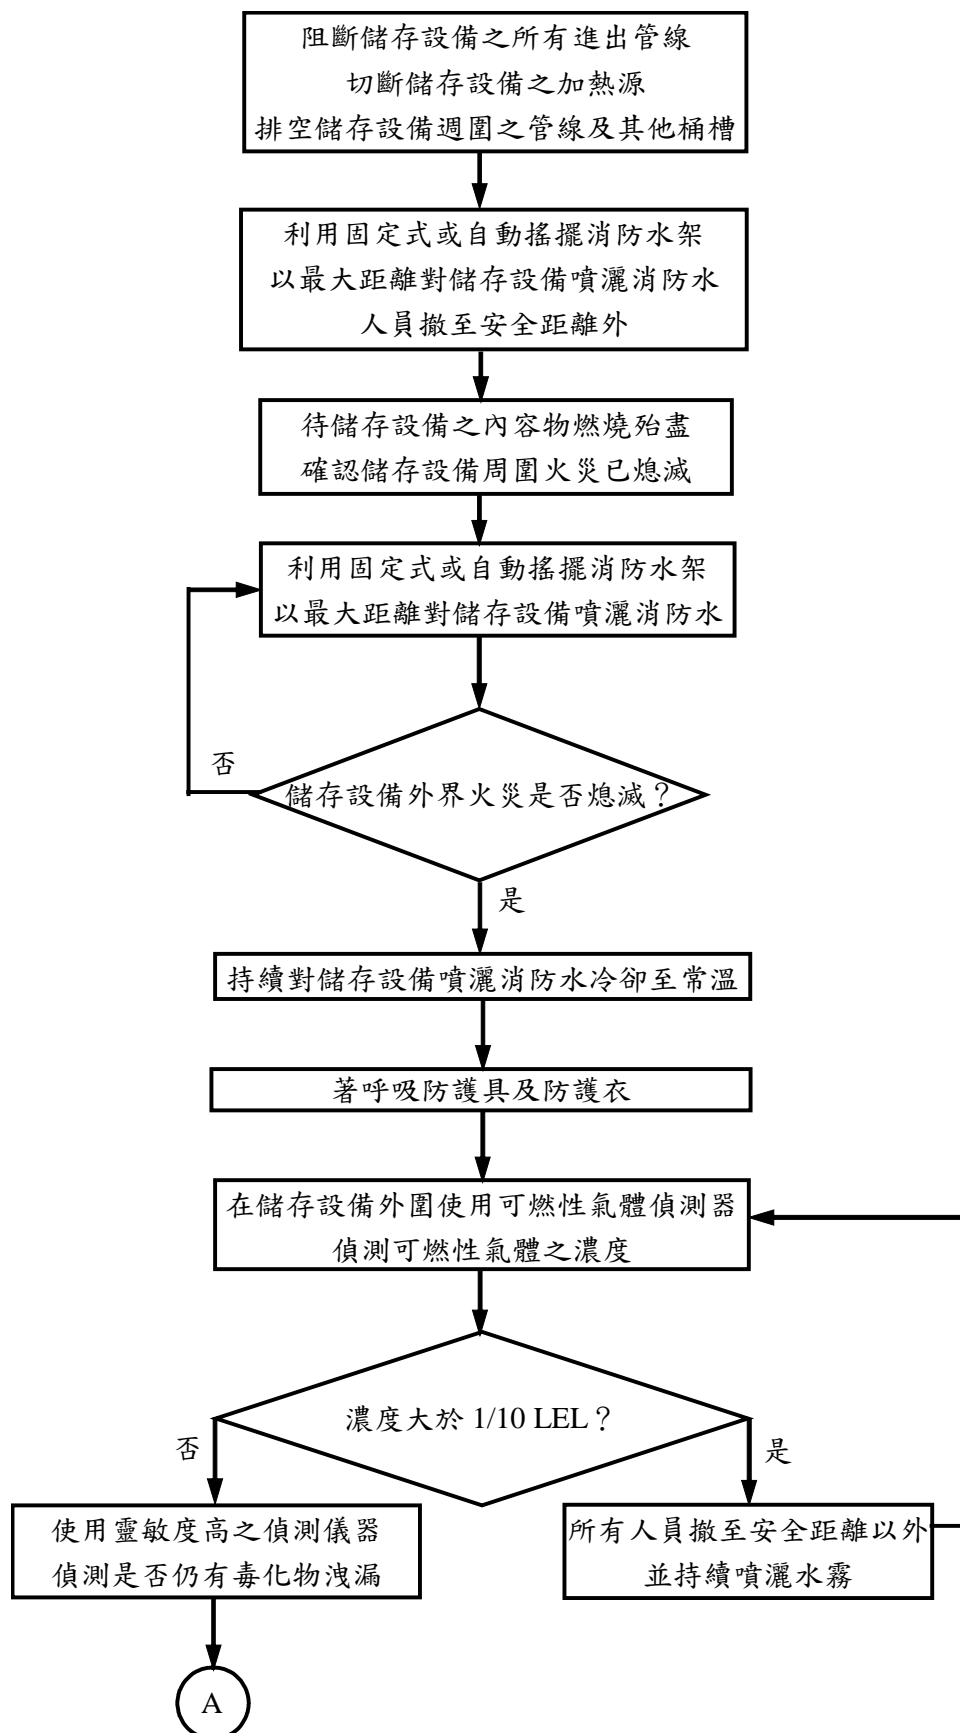 阻斷儲存設備之所有進出管線
切斷儲存設備之加熱源
排空儲存設備週圍之管線及其他桶槽
利用固定式或自動搖擺消防水架
以最大距離對儲存設備噴灑消防水
人員撤至安全距離外
待儲存設備之內容物燃燒殆盡
確認儲存設備周圍火災已熄滅
利用固定式或自動搖擺消防水架
以最大距離對儲存設備噴灑消防水
否
儲存設備外界火災是否熄滅？
是
持續對儲存設備噴灑消防水冷卻至常溫
著呼吸防護具及防護衣
在儲存設備外圍使用可燃性氣體偵測器
偵測可燃性氣體之濃度
濃度大於 1/10 LEL？
否
是
使用靈敏度高之偵測儀器
偵測是否仍有毒化物洩漏
所有人員撤至安全距離以外
並持續噴灑水霧
A